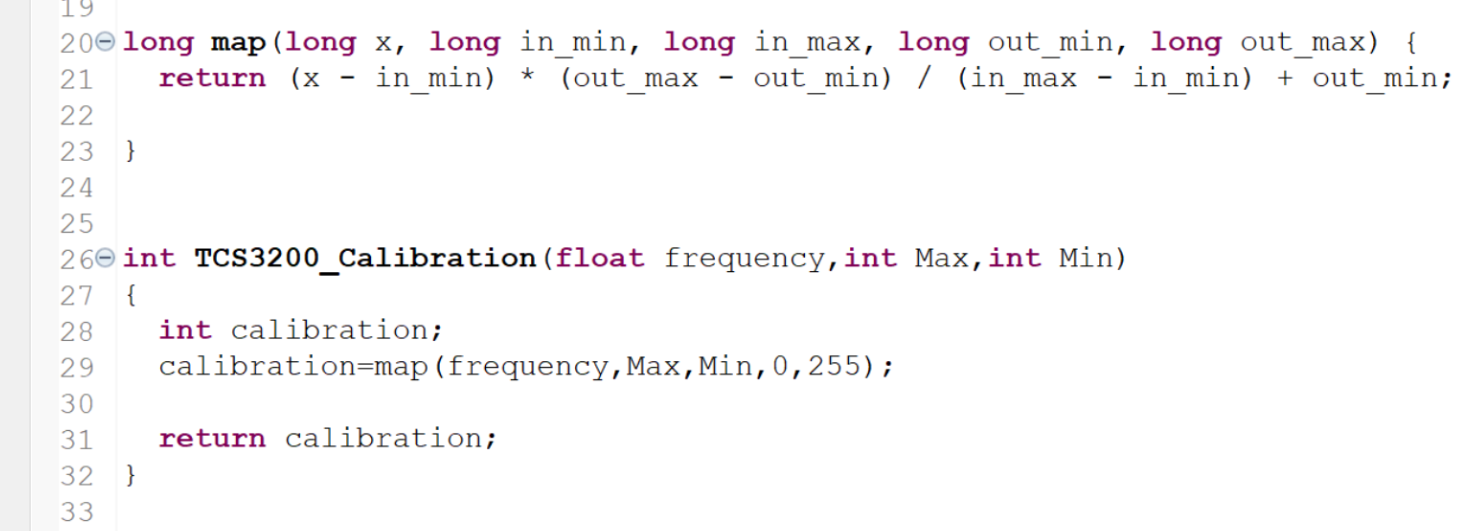 19
20 long map(long x, long in_min, long in_max, long out_min, long out_max) {
21   return (x - in_min) * (out_max - out_min) / (in_max - in_min) + out_min;
22
23 }
24
25
26 int TCS3200_Calibration(float frequency,int Max,int Min)
27 {
28   int calibration;
29   calibration=map(frequency,Max,Min,0,255);
30
31   return calibration;
32 }
33